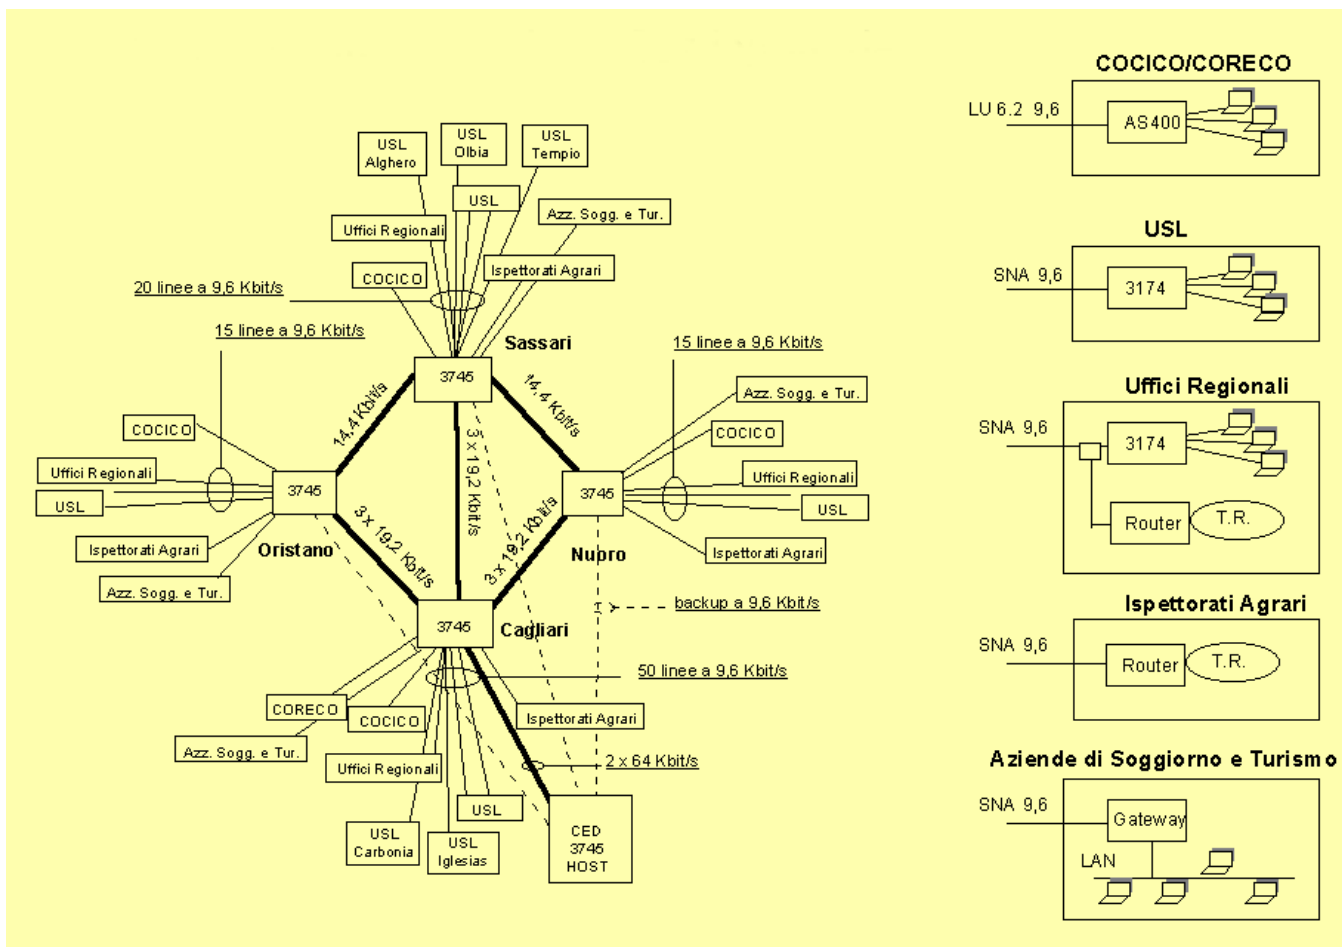 USL
Alghero
USL
Olbia
USL
Tempio
USL
Azz. Sogg. e Tur.
Uffici Regionali
COCICO
Ispettorati Agrari
20 linee a 9,6 Kbit/s
15 linee a 9,6 Kbit/s
Sassari
3745
15 linee a 9,6 Kbit/s
14,4 Kbit/s
14,4 Kbit/s
3 x 19,2 Kbit/s
COCICO
Uffici Regionali
USL
3745
Ispettorati Agrari
Oristano
Azz. Sogg. e Tur.
3 x 19,2 Kbit/s
3 x 19,2 Kbit/s
Azz. Sogg. e Tur.
COCICO
Uffici Regionali
3745
USL
Nuoro
Ispettorati Agrari
backup a 9,6 Kbit/s
3745
Cagliari
50 linee a 9,6 Kbit/s
CORECO
COCICO
Ispettorati Agrari
Azz. Sogg. e Tur.
Uffici Regionali
2 x 64 Kbit/s
USL
USL
Carbonia
USL
Iglesias
CED
3745
HOST
COCICO/CORECO
LU 6.2 9,6
AS400
USL
SNA 9,6
3174
Uffici Regionali
SNA 9,6
3174
Router
T.R.
Ispettorati Agrari
SNA 9,6
Router
T.R.
Aziende di Soggiorno e Turismo
SNA 9,6
Gateway
LAN